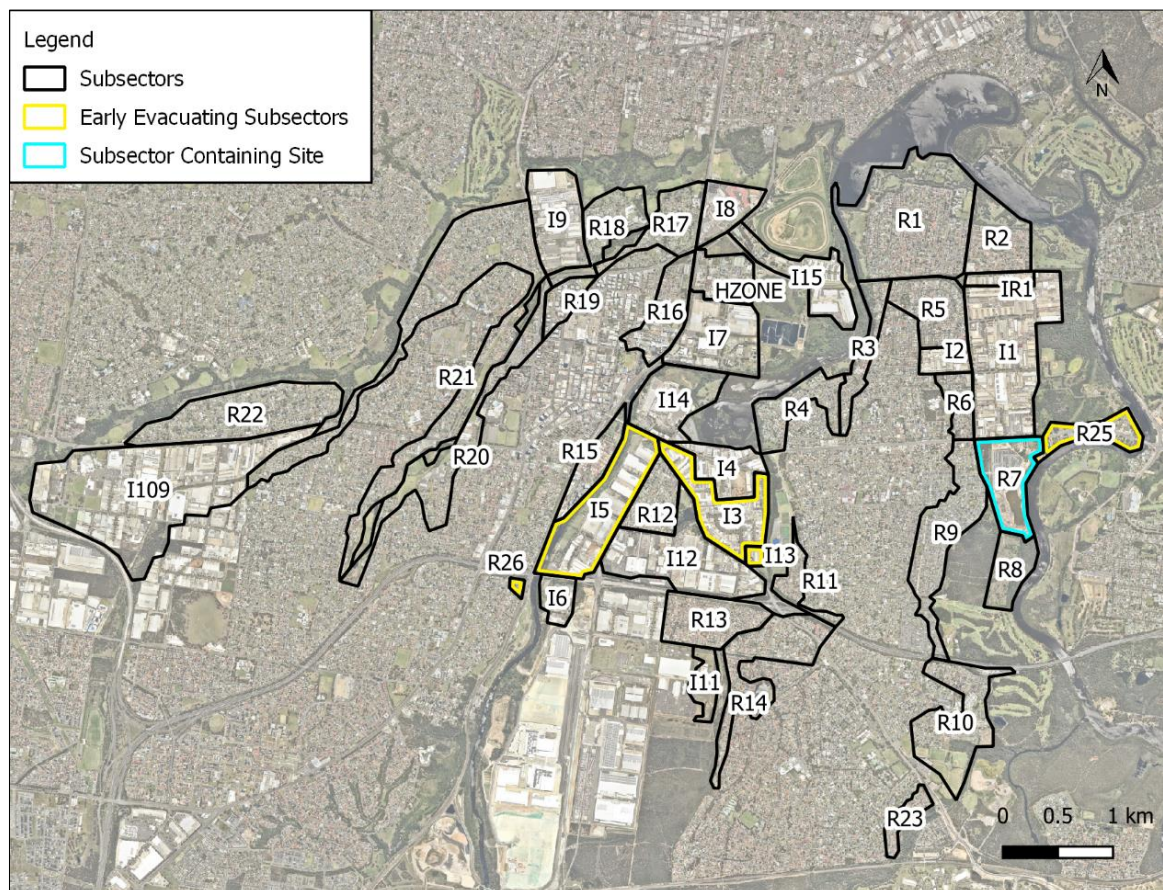 Legend
Subsectors
Early Evacuating Subsectors
Subsector Containing Site
N
I9
R18
R17
I8
R1
R2
R19
R16
HZONE
I15
IR1
R5
I7
R3
I2
I1
R21
R22
I14
R4
R6
R25
R15
I4
R7
R20
I109
I5
R12
I3
R9
I12
I13
R26
R11
R8
I6
R13
I11
R14
R10
R23
0 0.5 1 km